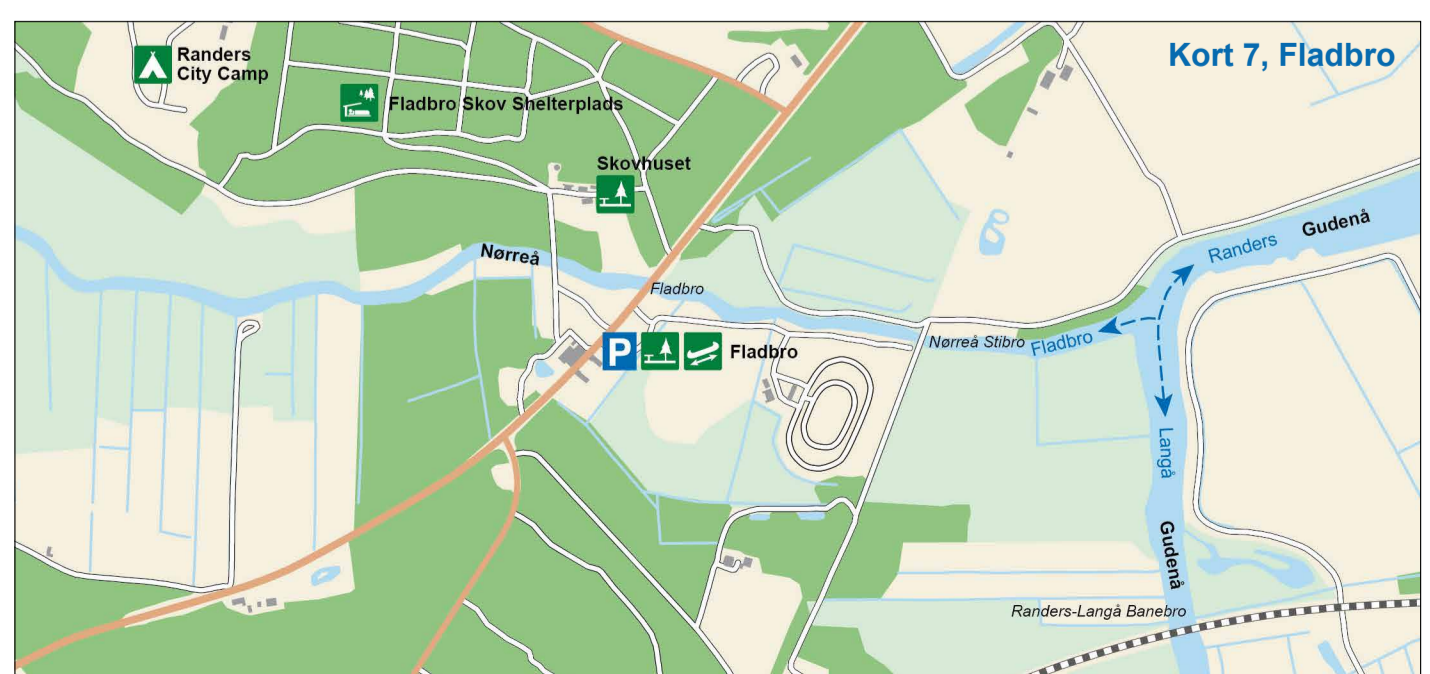 Kort 7, Fladbro
Randers
City Camp
Fladbro Skov Shelterplads
Skovhuset
Gudenå
Randers
Nørreå
Fladbro
Nørreå Stibro
Fladbro
P
Fladbro
Langå
Gudenå
Randers-Langå Banebro